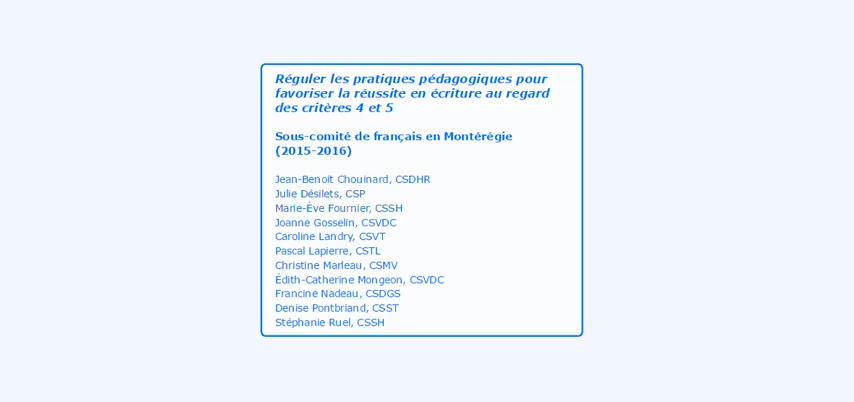 Réguler les pratiques pédagogiques pour
favoriser la réussite en écriture au regard
des critères 4 et 5
Sous-comité de français en Montérégie
(2015-2016)
Jean-Benoit Chouinard, CSDHR
Julie Désilets, CSP
Marie-Ève Fournier, CSSH
Joanne Gosselin, CSVDC
Caroline Landry, CSVT
Pascal Lapierre, CSTL
Christine Marleau, CSMV
Édith-Catherine Mongeon, CSVDC
Francine Nadeau, CSDGS
Denise Pontbriand, CSST
Stéphanie Ruel, CSSH